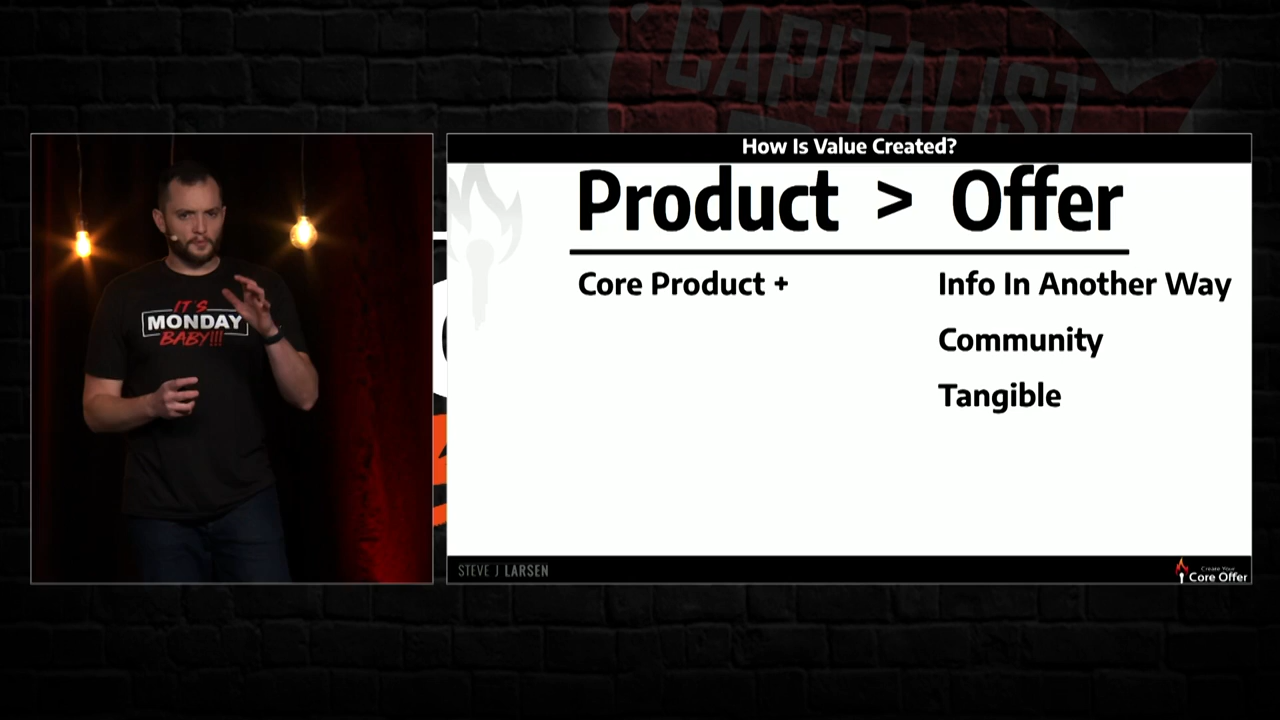 CAPITALIST
How Is Value Created?
Product > Offer
Core Product +
Info In Another Way
Community
Tangible
IT'S
MONDAY
BABY!!!
STEVE J LARSEN
Create Your
Core Offer